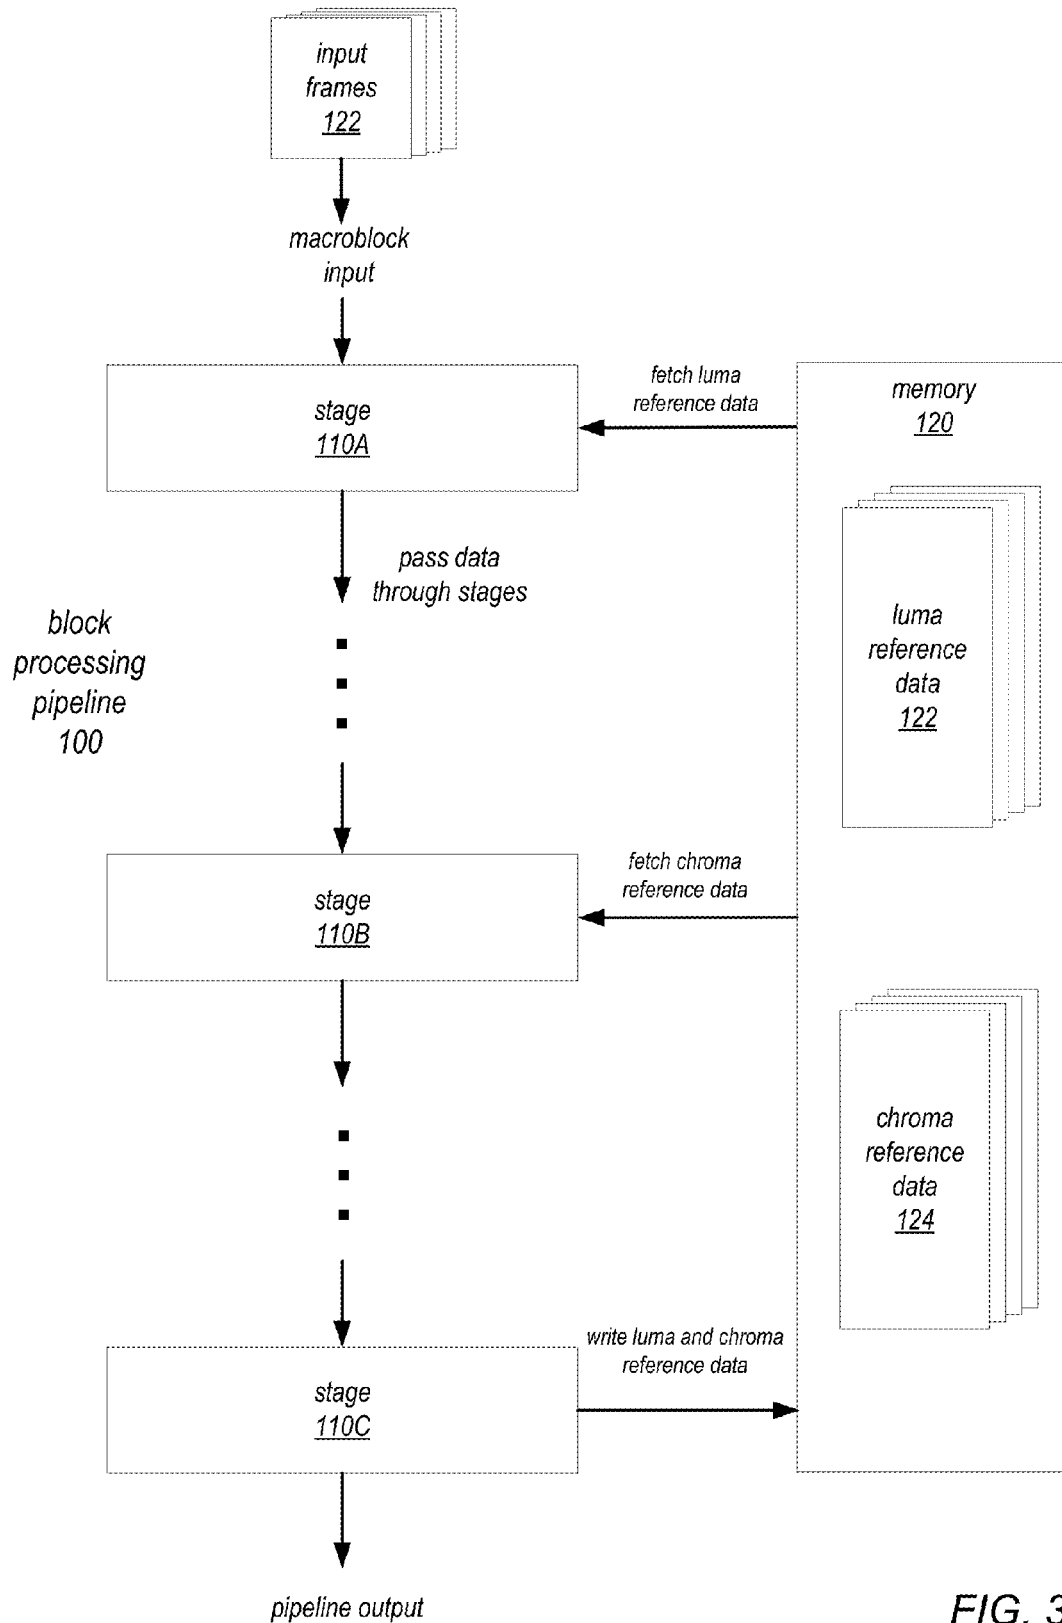 input
frames
122
macroblock
input
stage
110A
fetch luma
reference data
memory
120
pass data
through stages
luma
reference
data
122
block
processing
pipeline
100
stage
110B
fetch chroma
reference data
chroma
reference
data
124
stage
110C
write luma and chroma
reference data
pipeline output
FIG. 3